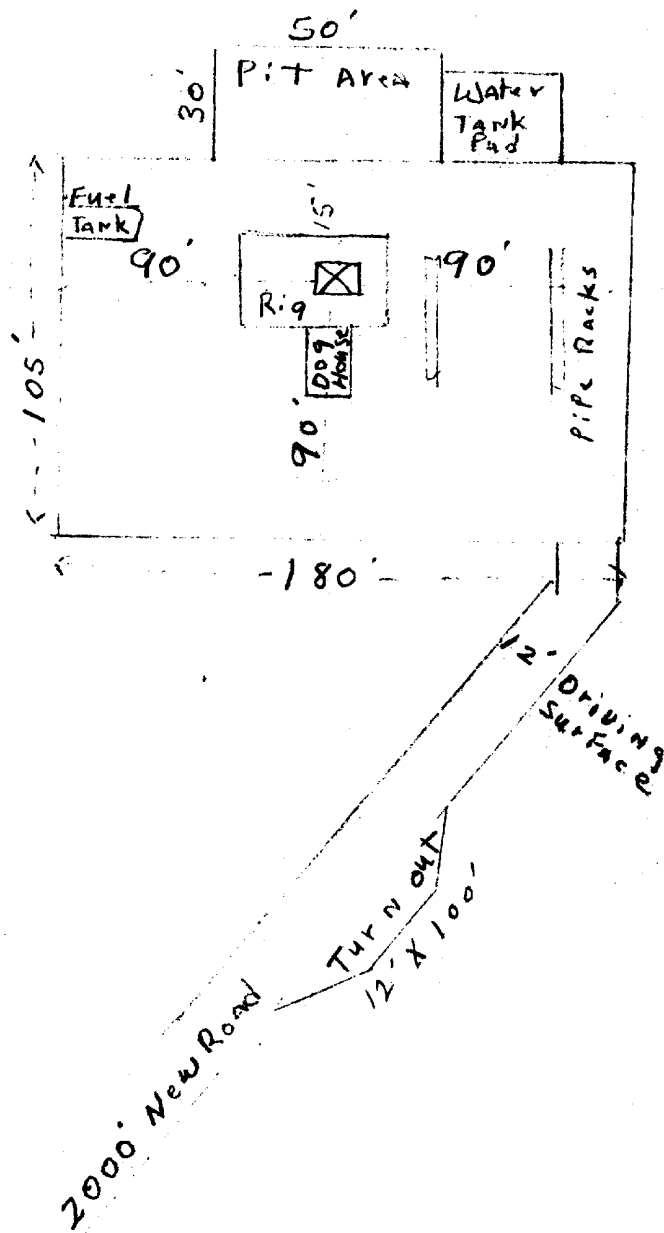 50'
Pit Area
30'
Water
Tank
Pad
Fuel
Tank
15'
90'
90'
Rig
Dog
House
Pipe Racks
105'
90'
180'
12' Driving
Surface
Turn Out
12' X 100'
2000' New Road